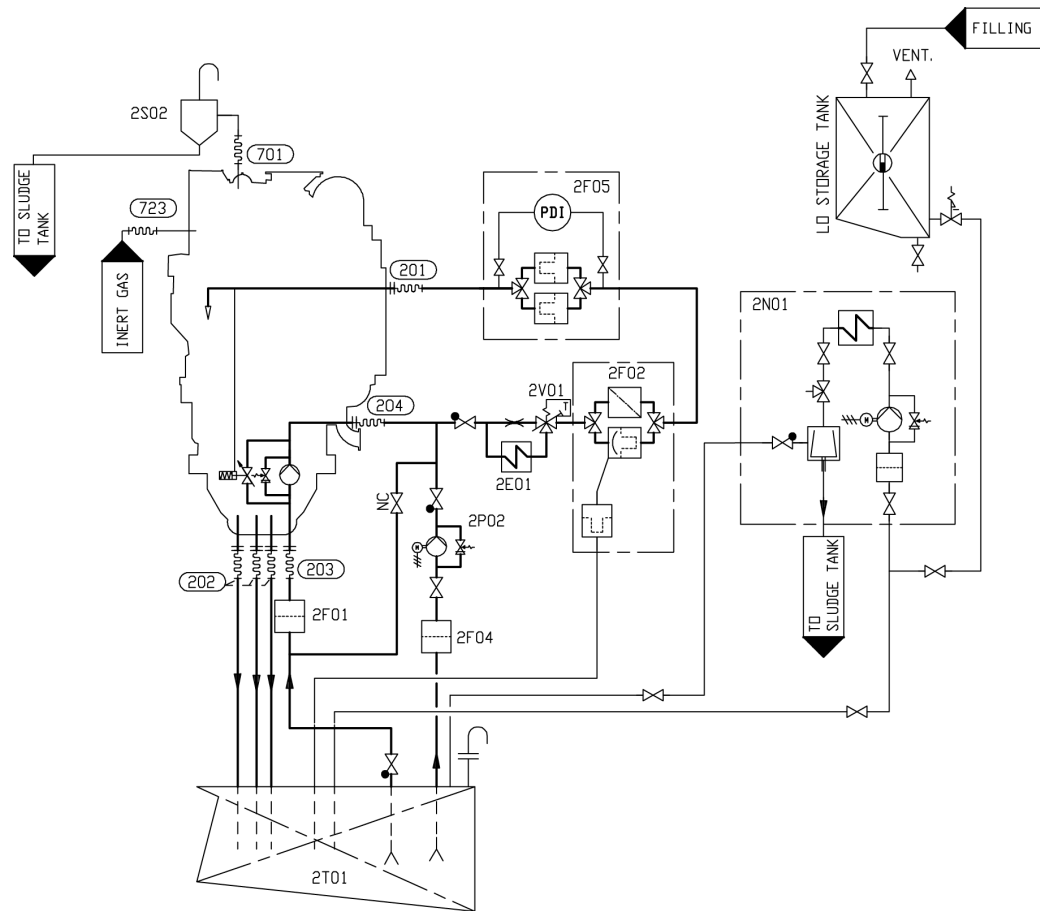 FILLING
VENT.
2S02
LO STORAGE TANK
701
TO SLUDGE
TANK
2F05
723
PDI
INERT GAS
201
2N01
2F02
2V01
204
2E01
M
NC
2P02
M
203
202
2F01
2F04
TO
SLUDGE TANK
2T01